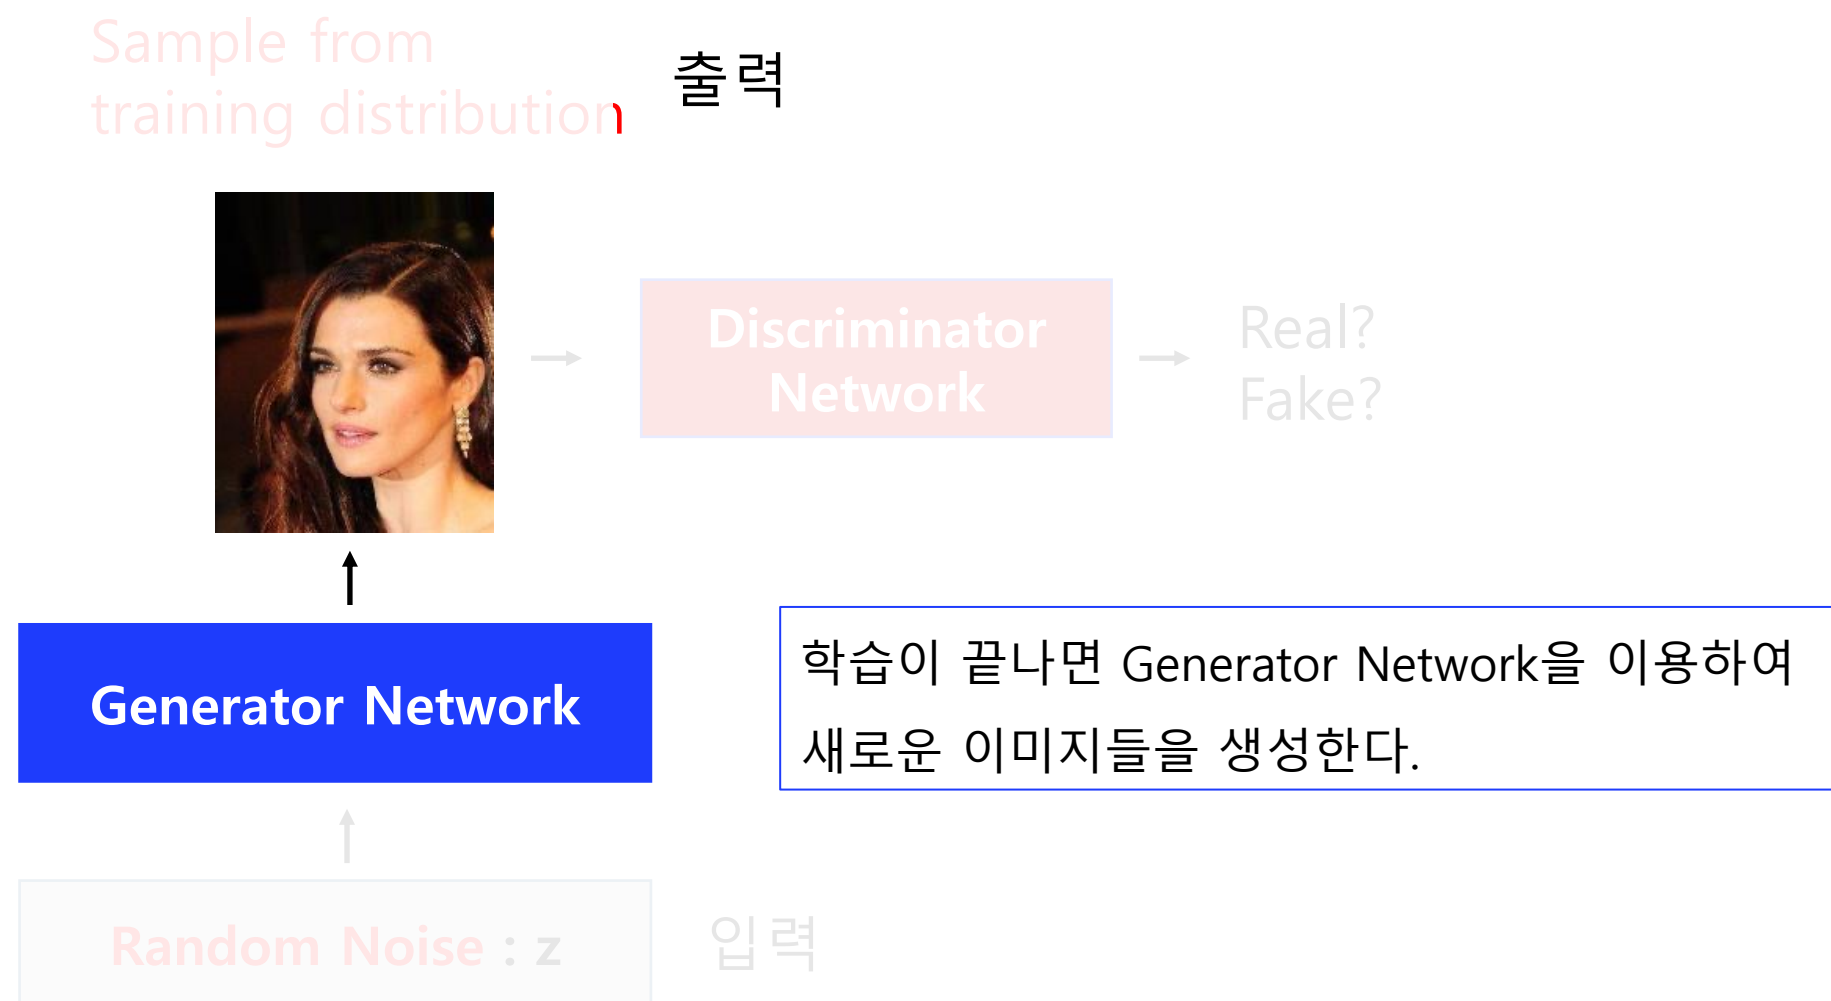 Sample from
training distribution
출력
Discriminator
Network
Real?
Fake?
Generator Network
학습이 끝나면 Generator Network을 이용하여
새로운 이미지들을 생성한다.
Random Noise : z
입력